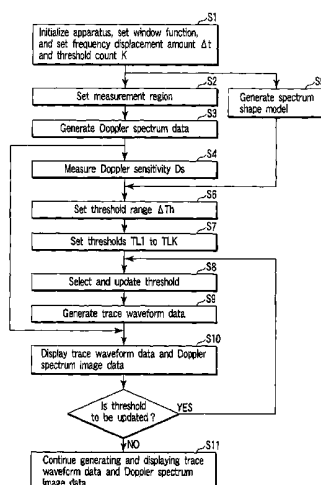 S1
Initialize apparatus, set window function,
and set frequency displacement amount Δt
and threshold count K
S2
Set measurement region
Generate spectrum
shape model
S3
Generate Doppler spectrum data
S4
Measure Doppler sensitivity Ds
S6
Set threshold range ΔTh
S7
Set thresholds TL1 to TLK
S8
Select and update threshold
S9
Generate trace waveform data
S10
Display trace waveform data and Doppler
spectrum image data
Is threshold
to be updated?
YES
NO
S11
Continue generating and displaying trace
waveform data and Doppler spectrum
image data